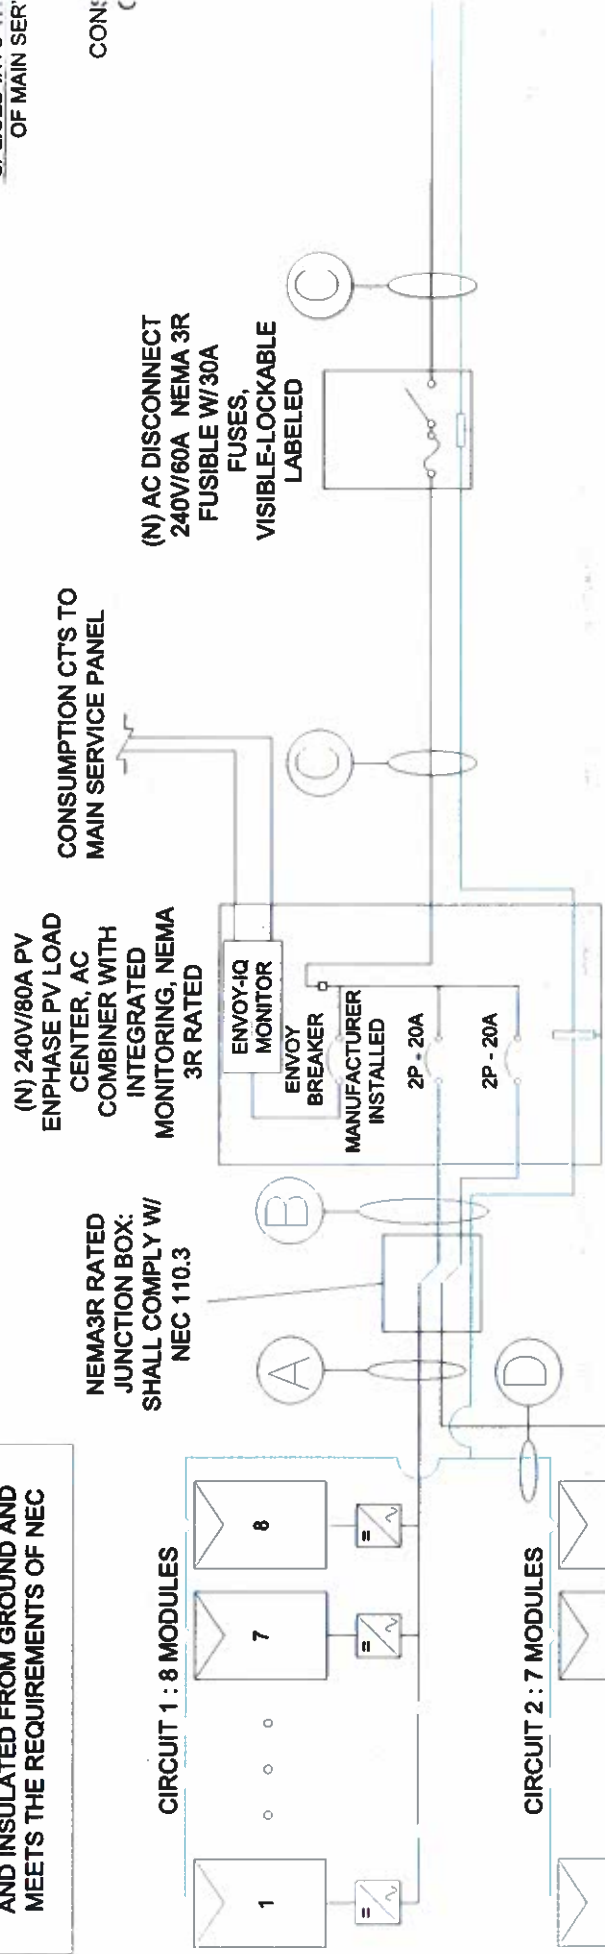 AND INSULATED FROM GROUND AND
MEETS THE REQUIREMENTS OF NEC
CIRCUIT 1 : 8 MODULES
1
7
8
CIRCUIT 2 : 7 MODULES
NEMA3R RATED
JUNCTION BOX:
SHALL COMPLY W/
NEC 110.3
A
B
D
(N) 240V/80A PV
ENPHASE PV LOAD
CENTER, AC
COMBINER WITH
INTEGRATED
MONITORING, NEMA
3R RATED
ENVOY-IQ
MONITOR
ENVOY
BREAKER
MANUFACTURER
INSTALLED
2P - 20A
2P - 20A
CONSUMPTION CT'S TO
MAIN SERVICE PANEL
C
(N) AC DISCONNECT
240V/60A NEMA 3R
FUSIBLE W/30A
FUSES,
VISIBLE-LOCKABLE
LABELED
C
OF MAIN SER
CONS